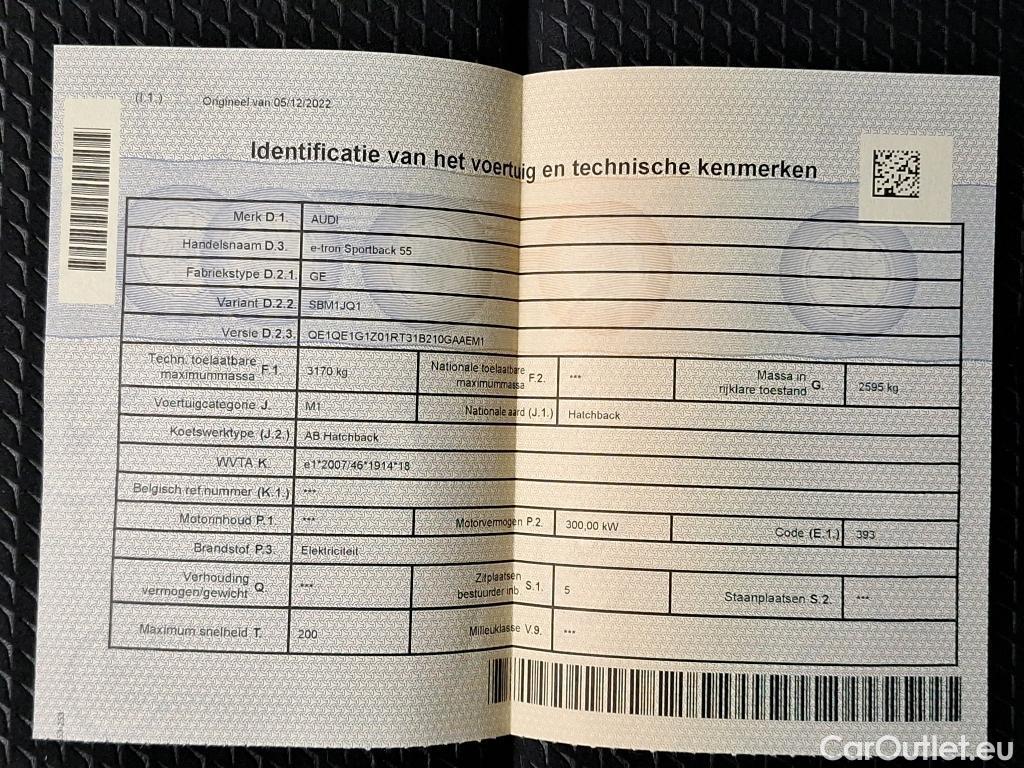 (I.1.) Origineel van 05/12/2022
Identificatie van het voertuig en technische kenmerken
Merk D.1. AUDI
Handelsnaam D.3. e-tron Sportback 55
Fabriekstype D.2.1. GE
Variant D.2.2. SBM1JQ1
Versie D.2.3. QE1QE1G1Z01RT31B210GAAEM1
Techn. toelaatbare maximummassa F.1. 3170 kg Nationale toelaatbare maximummassa F.2. *** Massa in rijklare toestand G. 2595 kg
Voertuigcategorie J. M1 Nationale aard (J.1.) Hatchback
Koetswerktype (J.2.) AB Hatchback
WVTA K. e1*2007/46*1914*18
Belgisch ref.nummer (K.1.) ***
Motorinhoud P.1. *** Motorvermogen P.2. 300,00 kW Code (E.1.) 393
Brandstof P.3. Elektriciteit
Verhouding vermogen/gewicht Q. *** Zitplaatsen bestuurder inb. S.1. 5 Staanplaatsen S.2. ***
Maximum snelheid T. 200 Milieuklasse V.9. ***
CarOutlet.eu